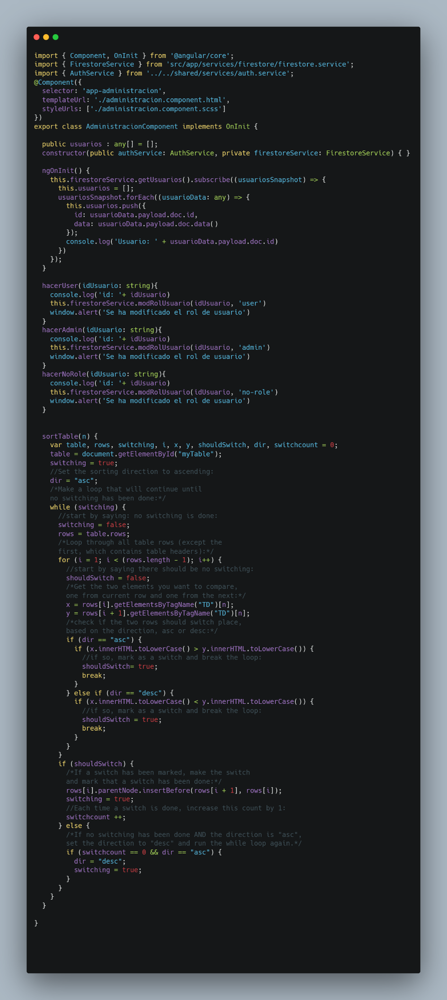 import { Component, OnInit } from '@angular/core';
import { FirestoreService } from 'src/app/services/firestore/firestore.service';
import { AuthService } from '../../shared/services/auth.service';
@Component({
  selector: 'app-administracion',
  templateUrl: './administracion.component.html',
  styleUrls: ['./administracion.component.scss']
})
export class AdministracionComponent implements OnInit {

  public usuarios : any[] = [];
  constructor(public authService: AuthService, private firestoreService: FirestoreService) { }

  ngOnInit() {
    this.firestoreService.getUsuarios().subscribe((usuariosSnapshot) => {
      this.usuarios = [];
      usuariosSnapshot.forEach((usuarioData: any) => {
        this.usuarios.push({
          id: usuarioData.payload.doc.id,
          data: usuarioData.payload.doc.data()
        });
        console.log('Usuario: ' + usuarioData.payload.doc.id)
      })
    });
  }

  hacerUser(idUsuario: string){
    console.log('id: '+ idUsuario)
    this.firestoreService.modRolUsuario(idUsuario, 'user')
    window.alert('Se ha modificado el rol de usuario')
  }
  hacerAdmin(idUsuario: string){
    console.log('id: '+ idUsuario)
    this.firestoreService.modRolUsuario(idUsuario, 'admin')
    window.alert('Se ha modificado el rol de usuario')
  }
  hacerNoRole(idUsuario: string){
    console.log('id: '+ idUsuario)
    this.firestoreService.modRolUsuario(idUsuario, 'no-role')
    window.alert('Se ha modificado el rol de usuario')
  }


  sortTable(n) {
    var table, rows, switching, i, x, y, shouldSwitch, dir, switchcount = 0;
    table = document.getElementById("myTable");
    switching = true;
    //Set the sorting direction to ascending:
    dir = "asc";
    /*Make a loop that will continue until
    no switching has been done:*/
    while (switching) {
      //start by saying: no switching is done:
      switching = false;
      rows = table.rows;
      /*Loop through all table rows (except the
      first, which contains table headers):*/
      for (i = 1; i < (rows.length - 1); i++) {
        //start by saying there should be no switching:
        shouldSwitch = false;
        /*Get the two elements you want to compare,
        one from current row and one from the next:*/
        x = rows[i].getElementsByTagName("TD")[n];
        y = rows[i + 1].getElementsByTagName("TD")[n];
        /*check if the two rows should switch place,
        based on the direction, asc or desc:*/
        if (dir == "asc") {
          if (x.innerHTML.toLowerCase() > y.innerHTML.toLowerCase()) {
            //if so, mark as a switch and break the loop:
            shouldSwitch= true;
            break;
          }
        } else if (dir == "desc") {
          if (x.innerHTML.toLowerCase() < y.innerHTML.toLowerCase()) {
            //if so, mark as a switch and break the loop:
            shouldSwitch = true;
            break;
          }
        }
      }
      if (shouldSwitch) {
        /*If a switch has been marked, make the switch
        and mark that a switch has been done:*/
        rows[i].parentNode.insertBefore(rows[i + 1], rows[i]);
        switching = true;
        //Each time a switch is done, increase this count by 1:
        switchcount ++;
      } else {
        /*If no switching has been done AND the direction is "asc",
        set the direction to "desc" and run the while loop again.*/
        if (switchcount == 0 && dir == "asc") {
          dir = "desc";
          switching = true;
        }
      }
    }
  }

}